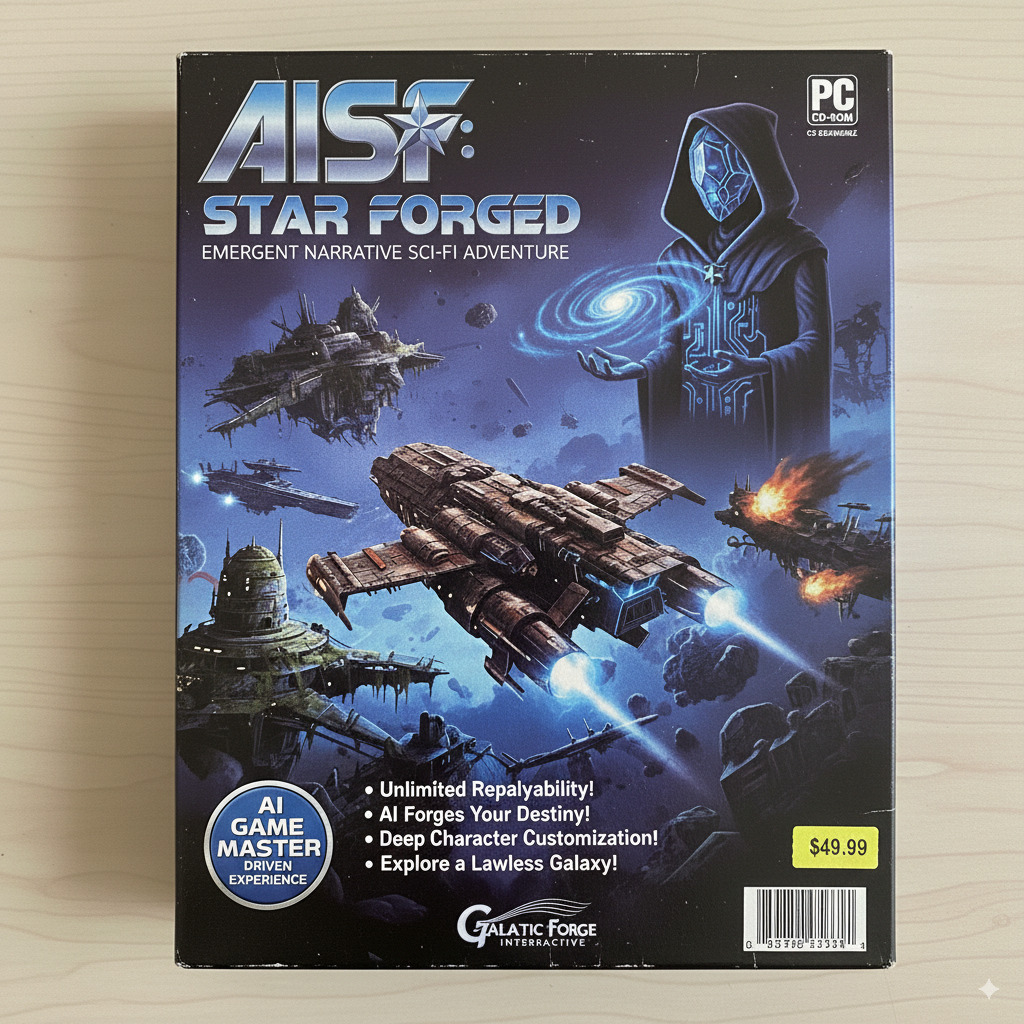 AISF:
STAR FORGED
EMERGENT NARRATIVE SCI-FI ADVENTURE
PC
CD-ROM
• Unlimited Repalyability!
• AI Forges Your Destiny!
• Deep Character Customization!
• Explore a Lawless Galaxy!
AI
GAME
MASTER
DRIVEN
EXPERIENCE
$49.99
GALATIC FORGE
INTERRACTIVE